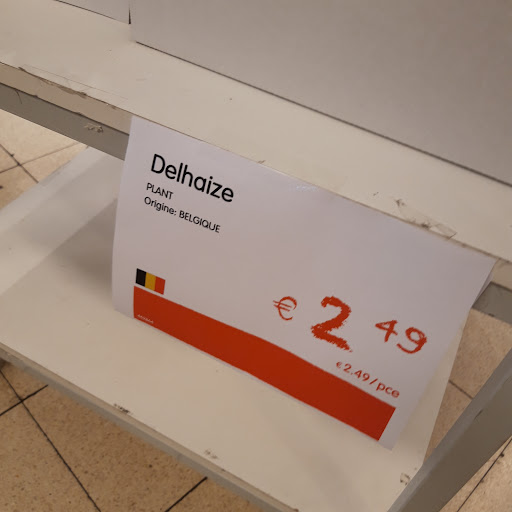 Delhaize
PLANT
Origine: BELGIQUE
€ 2 49
€ 2.49/pce